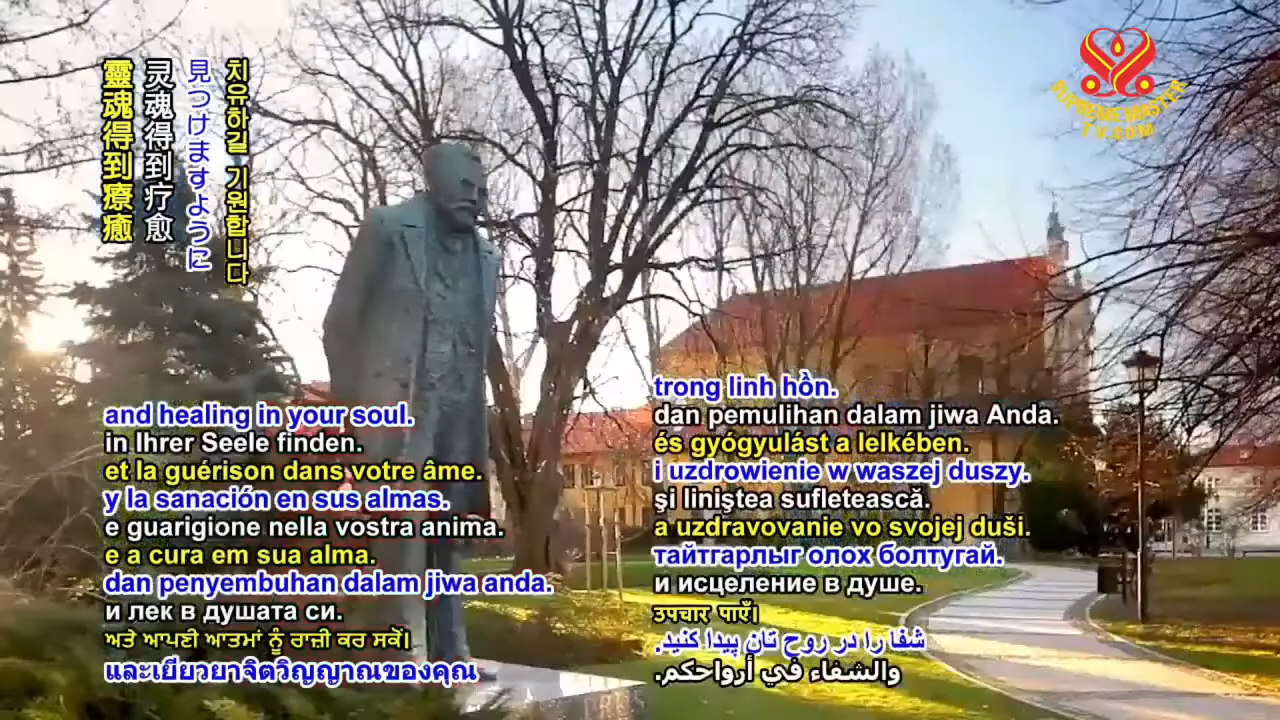 靈魂得到療癒
灵魂得到疗愈
見つけますように
치유하길 기원합니다
SUPREME MASTER
TV.COM
and healing in your soul.
in Ihrer Seele finden.
et la guérison dans votre âme.
y la sanación en sus almas.
e guarigione nella vostra anima.
e a cura em sua alma.
dan penyembuhan dalam jiwa anda.
и лек в душата си.
ਅਤੇ ਆਪਣੀ ਆਤਮਾਂ ਨੂੰ ਰਾਜ਼ੀ ਕਰ ਸਕੋਂ।
และเยียวยาจิตวิญญาณของคุณ
trong linh hồn.
dan pemulihan dalam jiwa Anda.
és gyógyulást a lelkében.
i uzdrowienie w waszej duszy.
și liniștea sufletească.
a uzdravovanie vo svojej duši.
тайтгарлыг олох болтугай.
и исцеление в душе.
उपचार पाएँ।
شفا را در روح تان پیدا کنید.
والشفاء في أرواحكم.